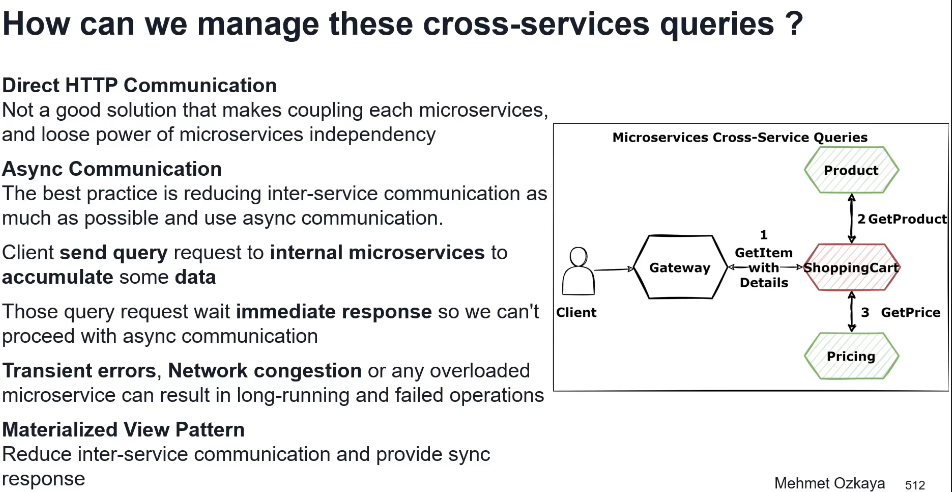 How can we manage these cross-services queries ?
Direct HTTP Communication
Not a good solution that makes coupling each microservices,
and loose power of microservices independency
Async Communication
The best practice is reducing inter-service communication as
much as possible and use async communication.
Client send query request to internal microservices to
accumulate some data
Those query request wait immediate response so we can't
proceed with async communication
Transient errors, Network congestion or any overloaded
microservice can result in long-running and failed operations
Materialized View Pattern
Reduce inter-service communication and provide sync
response
Microservices Cross-Service Queries
Product
2 GetProduct
1
GetItem
with
Details
Gateway
ShoppingCart
Client
3 GetPrice
Pricing
Mehmet Ozkaya 512